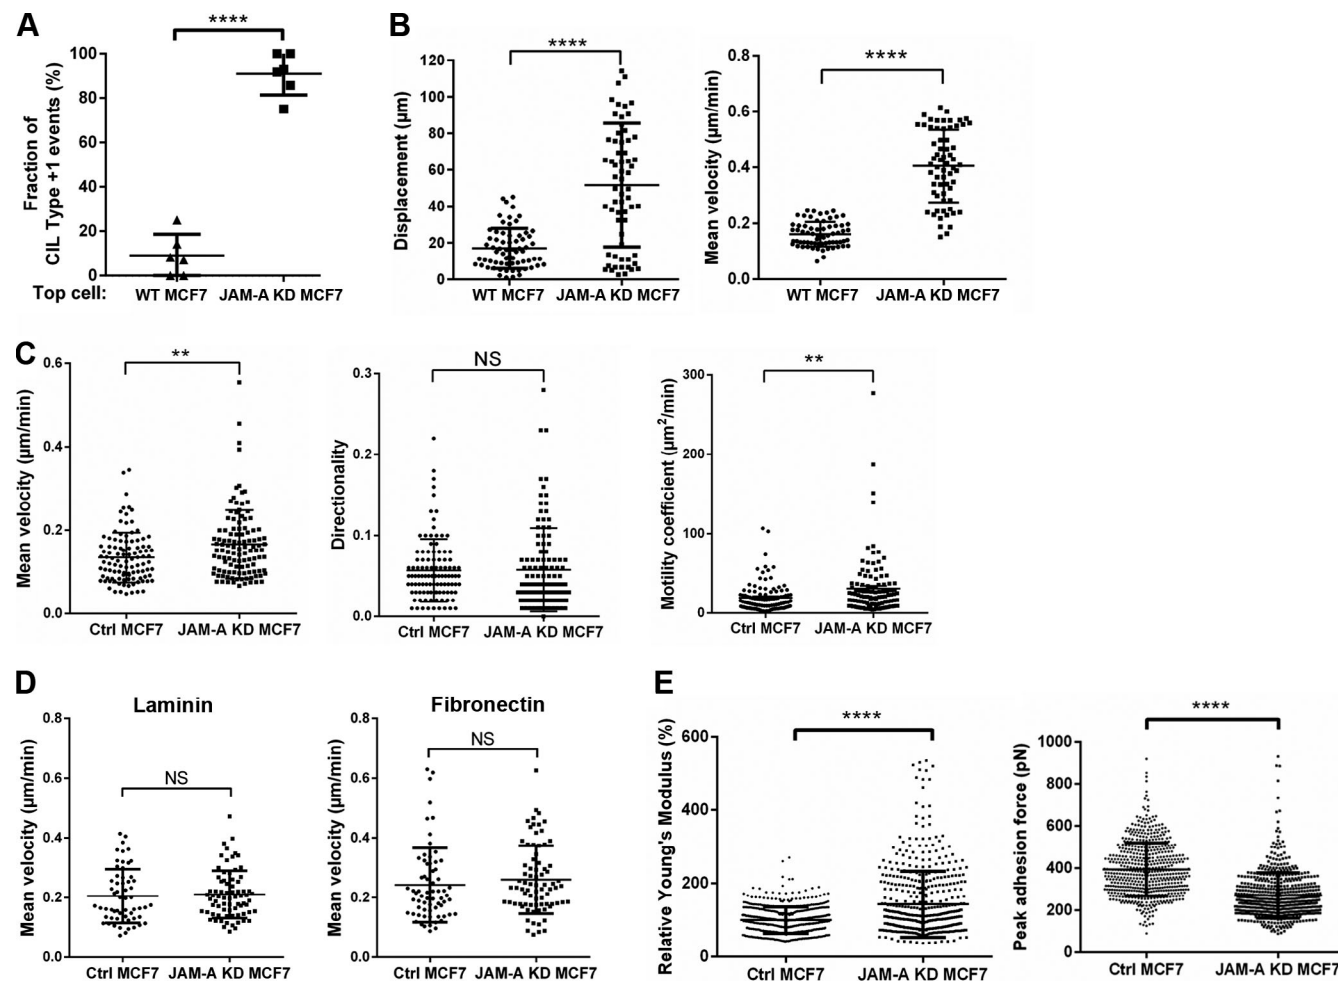 A
****
Fraction of
CIL Type +1 events (%)
100
80
60
40
20
0
Top cell:
WT MCF7
JAM-A KD MCF7
B
****
Displacement (µm)
120
100
80
60
40
20
0
WT MCF7
JAM-A KD MCF7
****
Mean velocity (µm/min)
0.8
0.6
0.4
0.2
0.0
WT MCF7
JAM-A KD MCF7
C
**
Mean velocity (µm/min)
0.6
0.4
0.2
0.0
Ctrl MCF7
JAM-A KD MCF7
NS
Directionality
0.3
0.2
0.1
0.0
Ctrl MCF7
JAM-A KD MCF7
**
Motility coefficient (µm²/min)
300
200
100
0
Ctrl MCF7
JAM-A KD MCF7
D
Laminin
NS
Mean velocity (µm/min)
0.8
0.6
0.4
0.2
0.0
Ctrl MCF7
JAM-A KD MCF7
Fibronectin
NS
Mean velocity (µm/min)
0.8
0.6
0.4
0.2
0.0
Ctrl MCF7
JAM-A KD MCF7
E
****
Relative Young's Modulus (%)
600
400
200
0
Ctrl MCF7
JAM-A KD MCF7
****
Peak adhesion force (pN)
1000
800
600
400
200
0
Ctrl MCF7
JAM-A KD MCF7